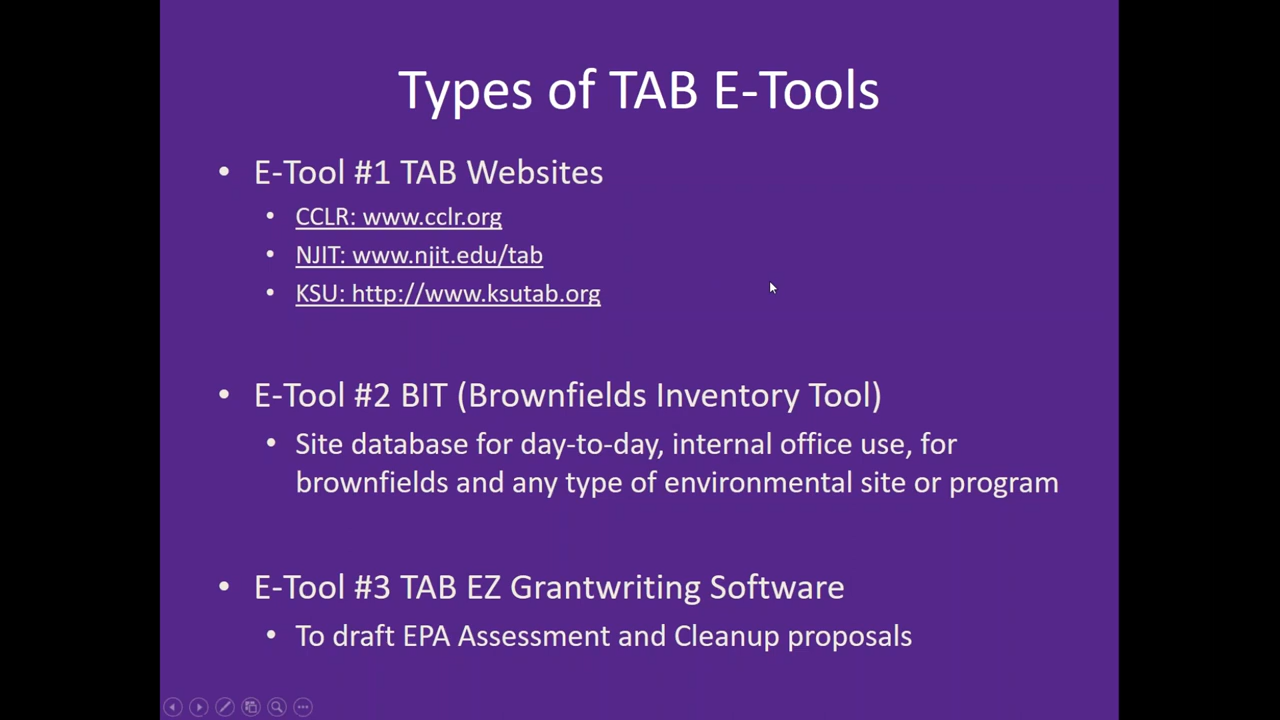 Types of TAB E-Tools
• E-Tool #1 TAB Websites
• CCLR: www.cclr.org
• NJIT: www.njit.edu/tab
• KSU: http://www.ksutab.org
• E-Tool #2 BIT (Brownfields Inventory Tool)
• Site database for day-to-day, internal office use, for
brownfields and any type of environmental site or program
• E-Tool #3 TAB EZ Grantwriting Software
• To draft EPA Assessment and Cleanup proposals